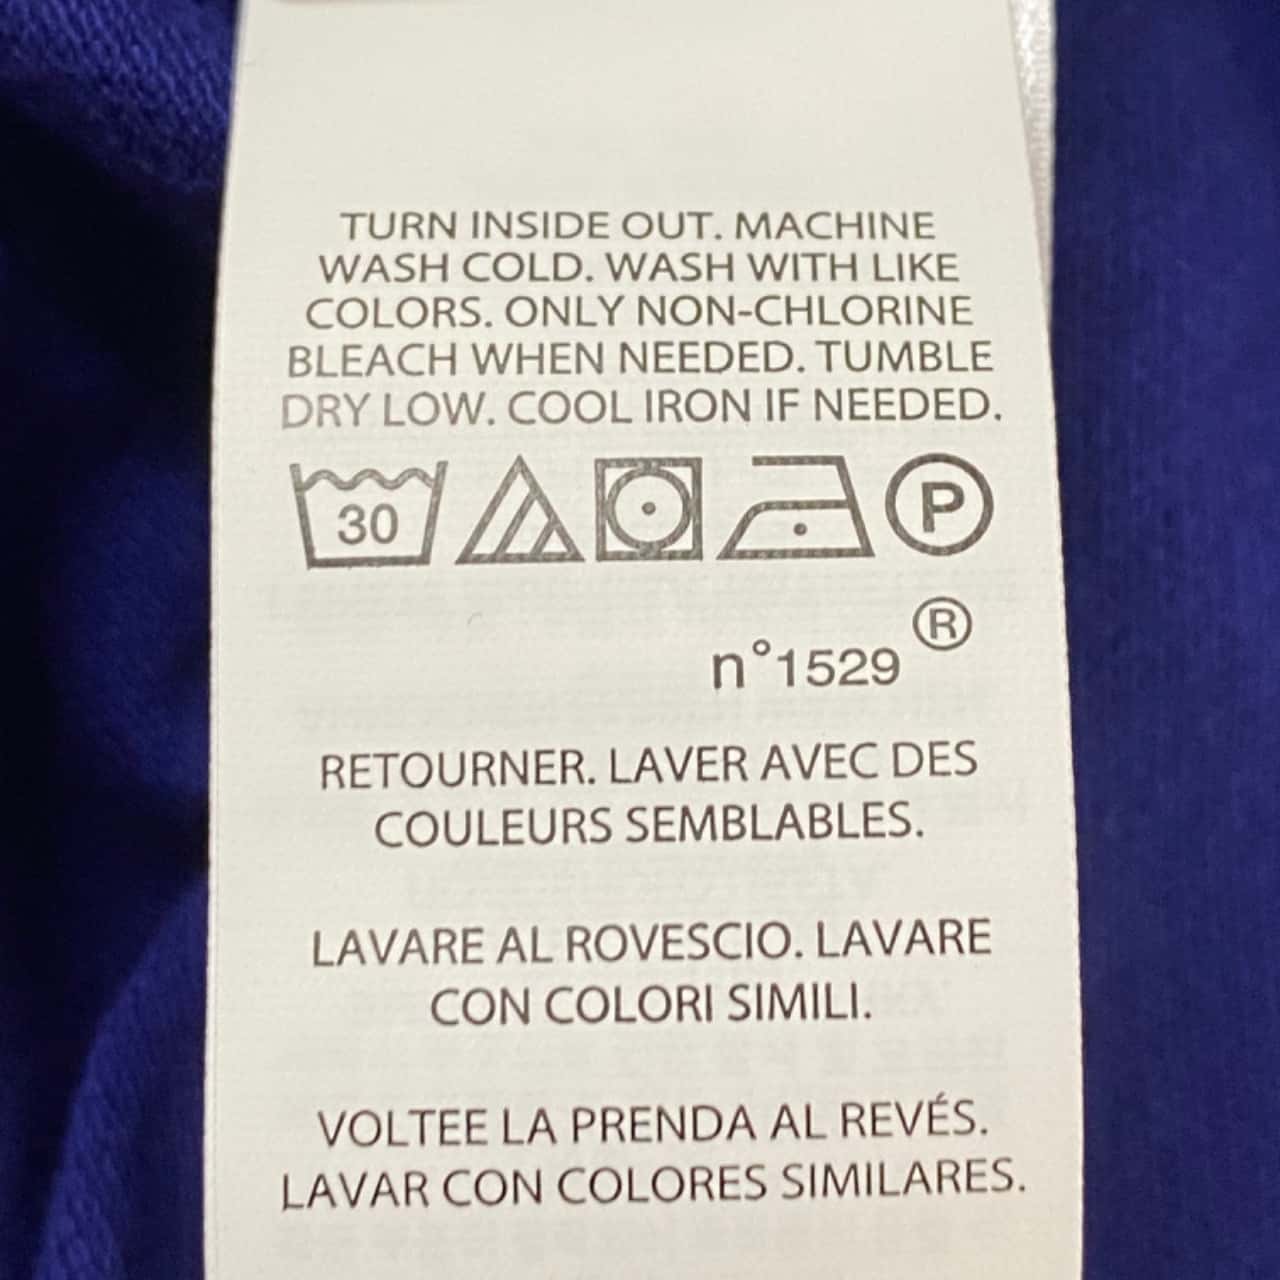 TURN INSIDE OUT. MACHINE
WASH COLD. WASH WITH LIKE
COLORS. ONLY NON-CHLORINE
BLEACH WHEN NEEDED. TUMBLE
DRY LOW. COOL IRON IF NEEDED.
30 P
®
n°1529
RETOURNER. LAVER AVEC DES
COULEURS SEMBLABLES.
LAVARE AL ROVESCIO. LAVARE
CON COLORI SIMILI.
VOLTEE LA PRENDA AL REVÉS.
LAVAR CON COLORES SIMILARES.